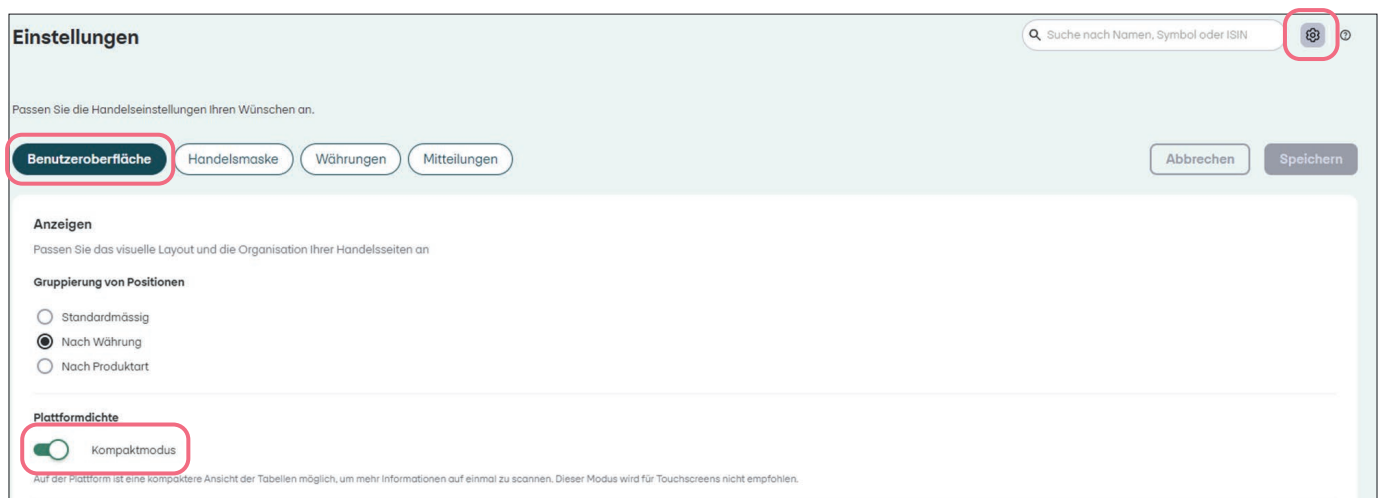 Einstellungen
Suche nach Namen, Symbol oder ISIN
Passen Sie die Handelseinstellungen Ihren Wünschen an.
Benutzeroberfläche Handelsmaske Währungen Mitteilungen Abbrechen Speichern
Anzeigen
Passen Sie das visuelle Layout und die Organisation Ihrer Handelsseiten an
Gruppierung von Positionen
Standardmässig
Nach Währung
Nach Produktart
Plattformdichte
Kompaktmodus
Auf der Plattform ist eine kompaktere Ansicht der Tabellen möglich, um mehr Informationen auf einmal zu scannen. Dieser Modus wird für Touchscreens nicht empfohlen.